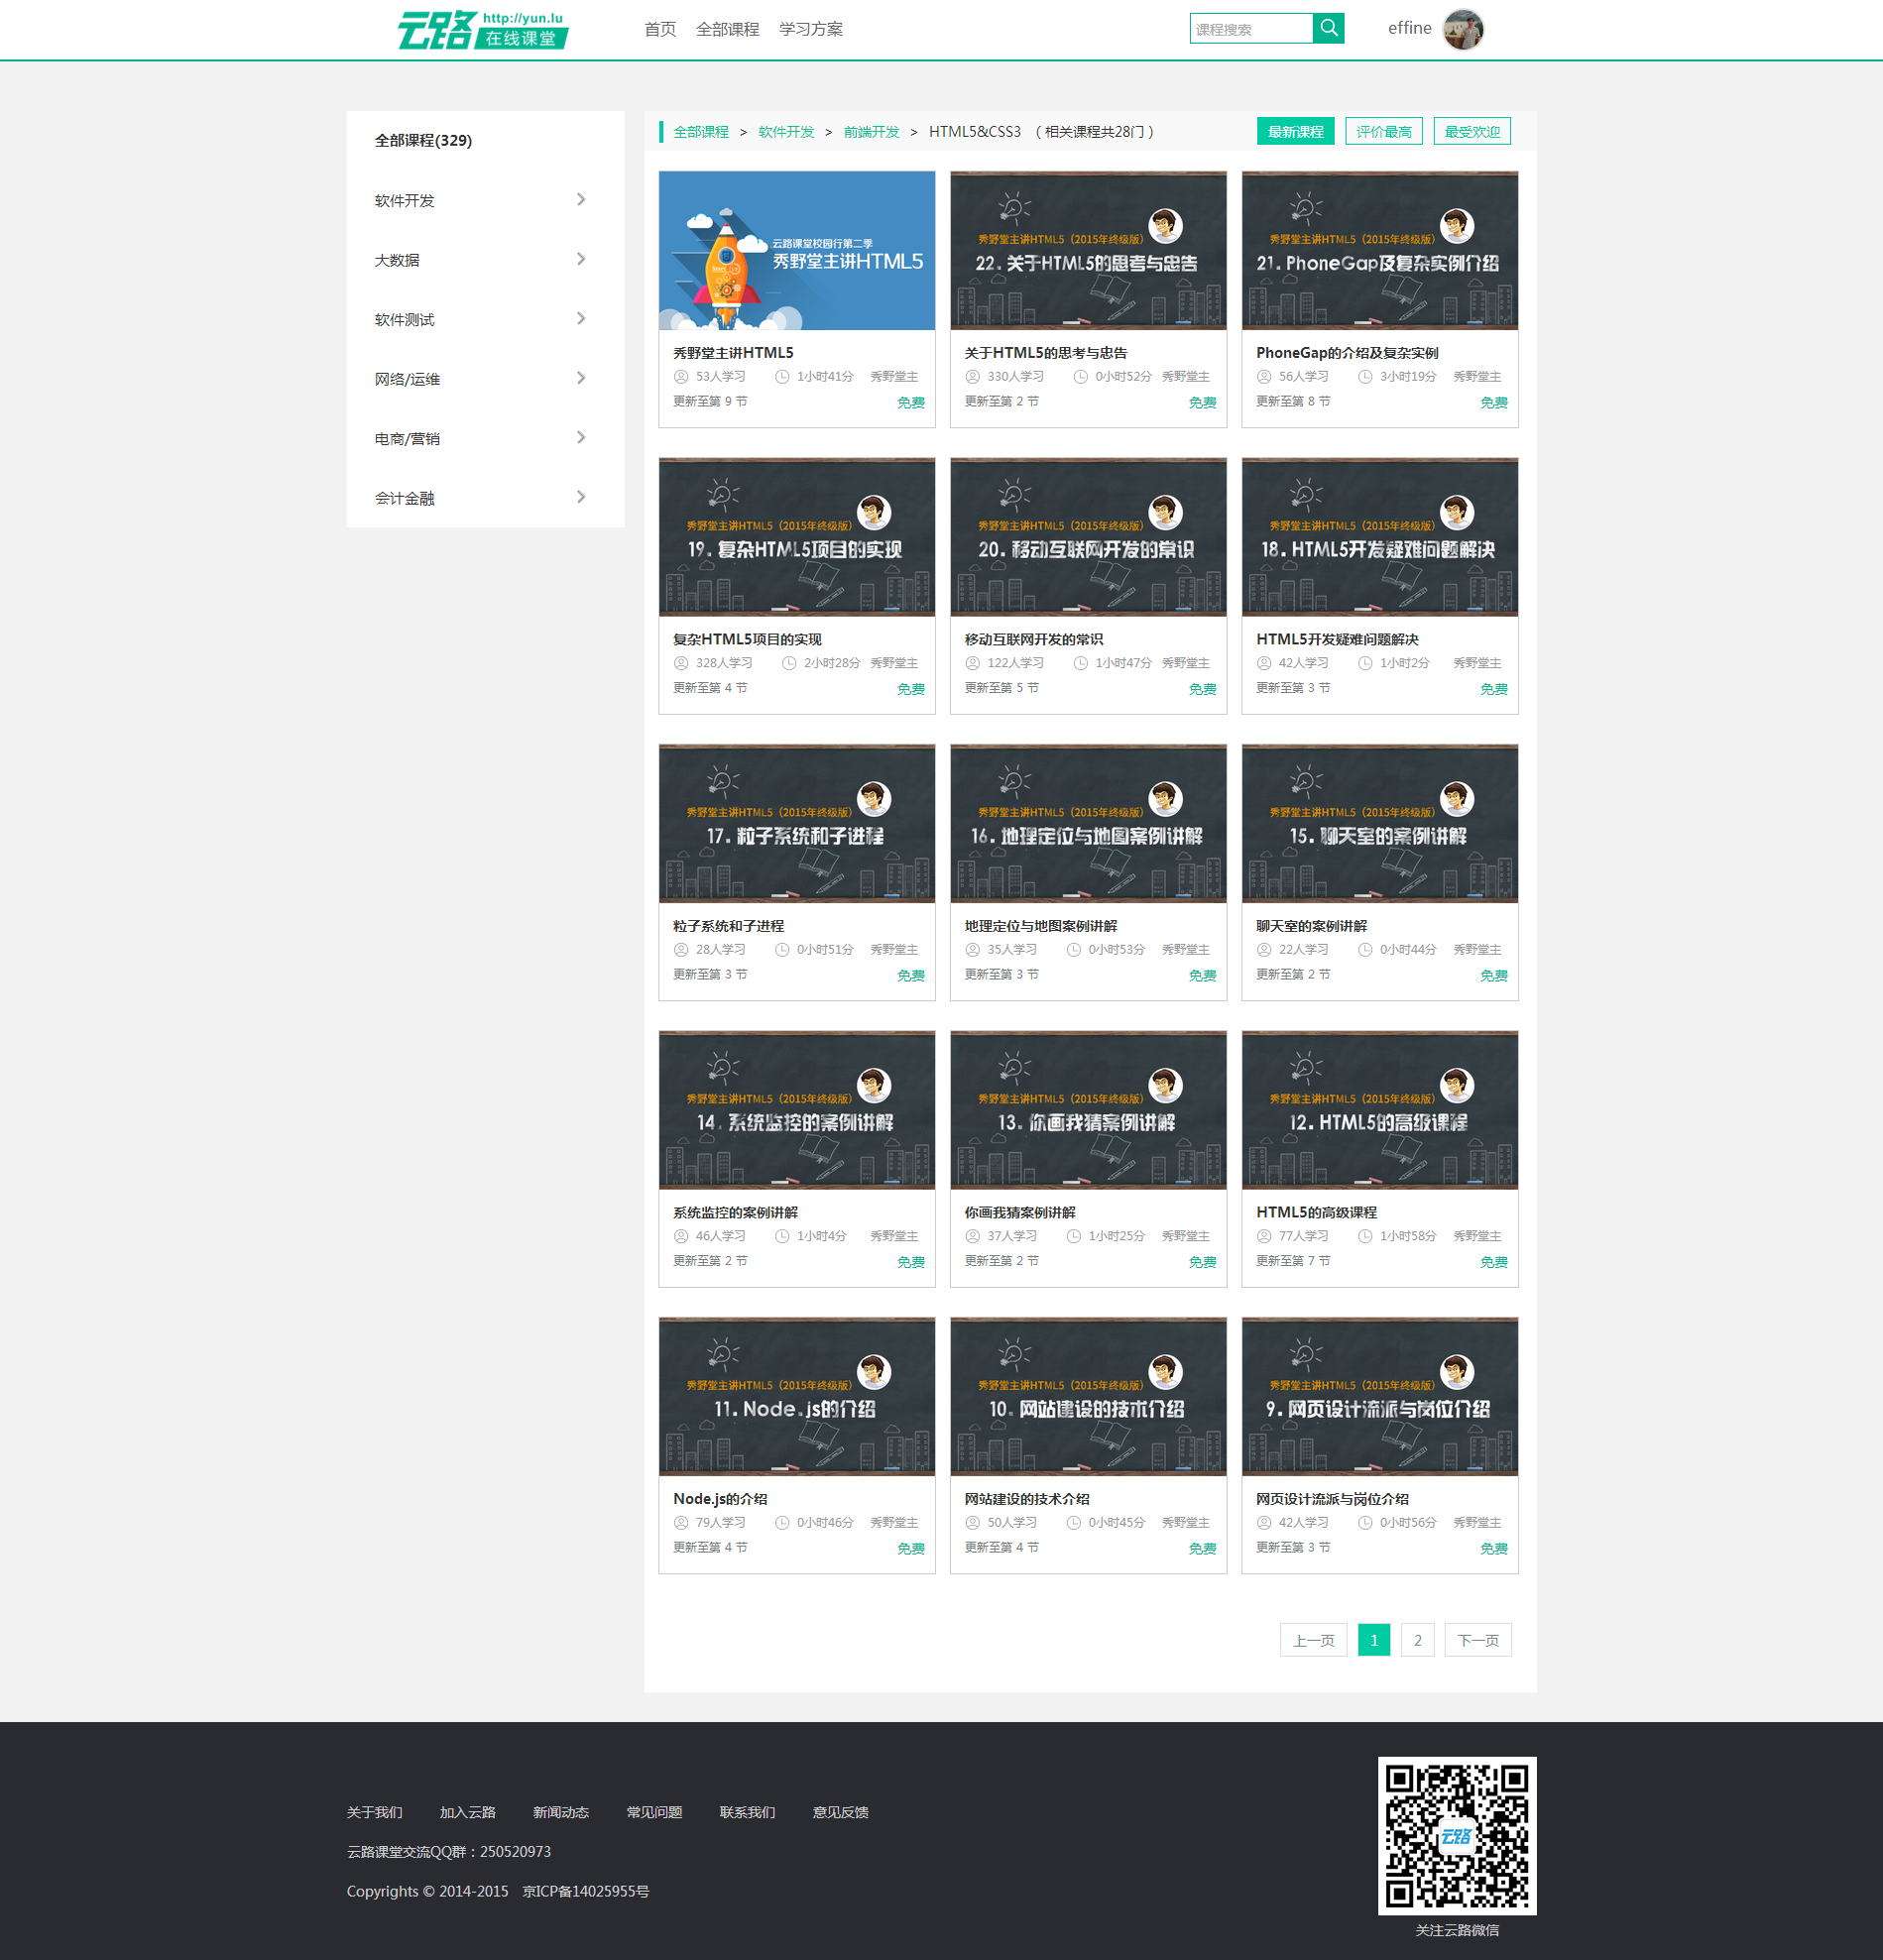 云路 http://yun.lu 在线课堂
首页 全部课程 学习方案
课程搜索
effine
全部课程(329)
软件开发
大数据
软件测试
网络/运维
电商/营销
会计金融
全部课程 > 软件开发 > 前端开发 > HTML5&CSS3 （相关课程共28门）
最新课程 评价最高 最受欢迎
云路课堂校园行第二季
秀野堂主讲HTML5
秀野堂主讲HTML5
53人学习 1小时41分 秀野堂主
更新至第 9 节 免费
秀野堂主讲HTML5（2015年终级版）
22.关于HTML5的思考与忠告
关于HTML5的思考与忠告
330人学习 0小时52分 秀野堂主
更新至第 2 节 免费
秀野堂主讲HTML5（2015年终级版）
21.PhoneGap及复杂实例介绍
PhoneGap的介绍及复杂实例
56人学习 3小时19分 秀野堂主
更新至第 8 节 免费
秀野堂主讲HTML5（2015年终级版）
19.复杂HTML5项目的实现
复杂HTML5项目的实现
328人学习 2小时28分 秀野堂主
更新至第 4 节 免费
秀野堂主讲HTML5（2015年终级版）
20.移动互联网开发的常识
移动互联网开发的常识
122人学习 1小时47分 秀野堂主
更新至第 5 节 免费
秀野堂主讲HTML5（2015年终级版）
18.HTML5开发疑难问题解决
HTML5开发疑难问题解决
42人学习 1小时2分 秀野堂主
更新至第 3 节 免费
秀野堂主讲HTML5（2015年终级版）
17.粒子系统和子进程
粒子系统和子进程
28人学习 0小时51分 秀野堂主
更新至第 3 节 免费
秀野堂主讲HTML5（2015年终级版）
16.地理定位与地图案例讲解
地理定位与地图案例讲解
35人学习 0小时53分 秀野堂主
更新至第 3 节 免费
秀野堂主讲HTML5（2015年终级版）
15.聊天室的案例讲解
聊天室的案例讲解
22人学习 0小时44分 秀野堂主
更新至第 2 节 免费
秀野堂主讲HTML5（2015年终级版）
14.系统监控的案例讲解
系统监控的案例讲解
46人学习 1小时4分 秀野堂主
更新至第 2 节 免费
秀野堂主讲HTML5（2015年终级版）
13.你画我猜案例讲解
你画我猜案例讲解
37人学习 1小时25分 秀野堂主
更新至第 2 节 免费
秀野堂主讲HTML5（2015年终级版）
12.HTML5的高级课程
HTML5的高级课程
77人学习 1小时58分 秀野堂主
更新至第 7 节 免费
秀野堂主讲HTML5（2015年终级版）
11.Node.js的介绍
Node.js的介绍
79人学习 0小时46分 秀野堂主
更新至第 4 节 免费
秀野堂主讲HTML5（2015年终级版）
10.网站建设的技术介绍
网站建设的技术介绍
50人学习 0小时45分 秀野堂主
更新至第 4 节 免费
秀野堂主讲HTML5（2015年终级版）
9.网页设计流派与岗位介绍
网页设计流派与岗位介绍
42人学习 0小时56分 秀野堂主
更新至第 3 节 免费
上一页 1 2 下一页
关于我们 加入云路 新闻动态 常见问题 联系我们 意见反馈
云路课堂交流QQ群：250520973
Copyrights © 2014-2015 京ICP备14025955号
云路
关注云路微信